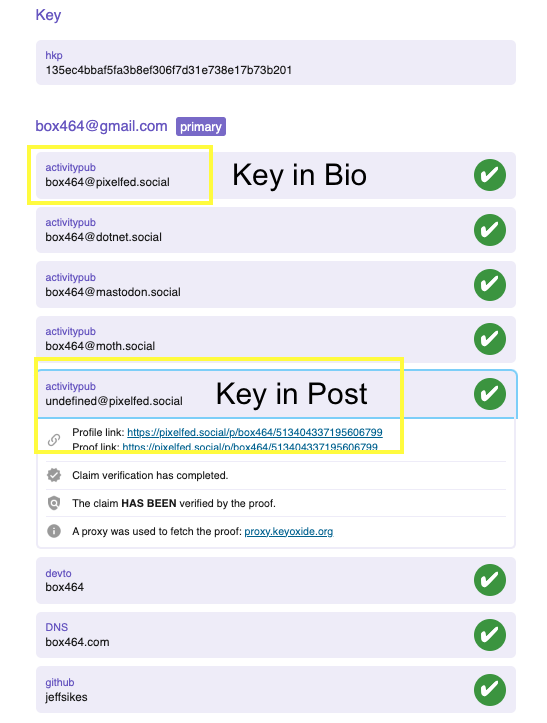 Key
hkp
135ec4bbaf5fa3b8ef306f7d31e738e17b73b201
box464@gmail.com primary
activitypub
box464@pixelfed.social
Key in Bio
activitypub
box464@dotnet.social
activitypub
box464@mastodon.social
activitypub
box464@moth.social
activitypub
undefined@pixelfed.social
Key in Post
Profile link: https://pixelfed.social/p/box464/513404337195606799
Proof link: https://pixelfed.social/p/box464/513404337195606799
Claim verification has completed.
The claim HAS BEEN verified by the proof.
A proxy was used to fetch the proof: proxy.keyoxide.org
devto
box464
DNS
box464.com
github
jeffsikes